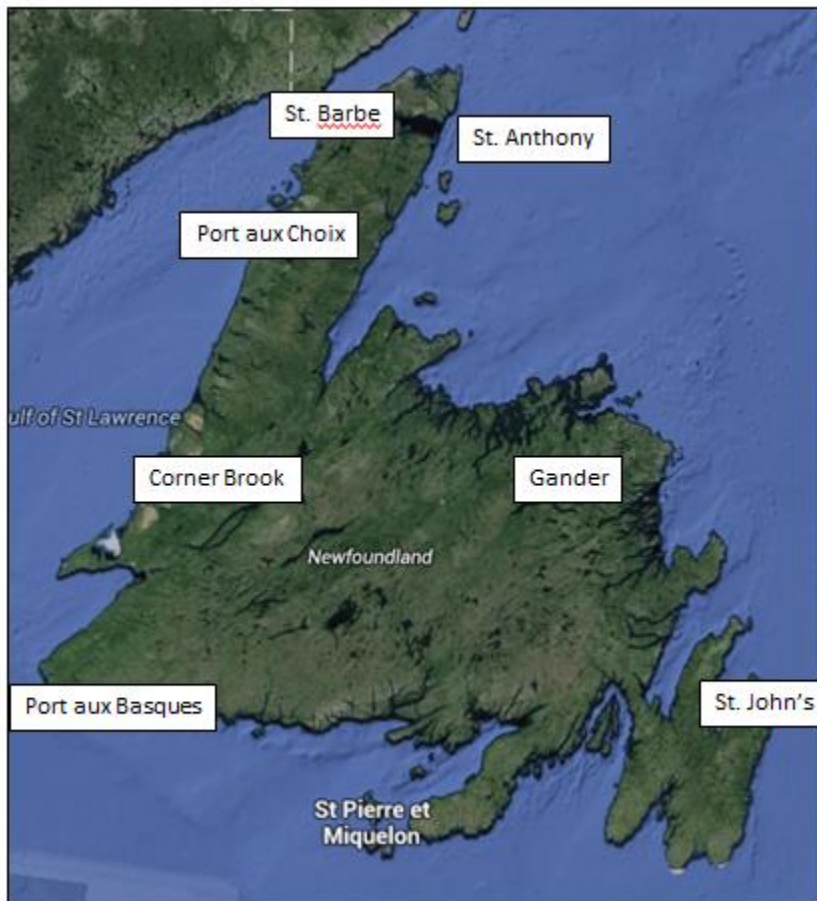 St. Barbe
St. Anthony
Port aux Choix
ulf of St Lawrence
Corner Brook
Gander
Newfoundland
Port aux Basques
St. John's
St Pierre et
Miquelon